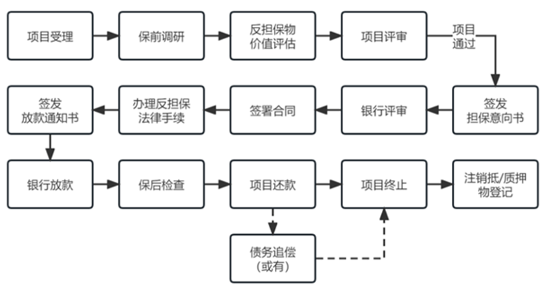 项目受理
保前调研
反担保物
价值评估
项目评审
项目
通过
签发
担保意向书
银行评审
签署合同
办理反担保
法律手续
签发
放款通知书
银行放款
保后检查
项目还款
项目终止
注销抵/质押
物登记
债务追偿
（或有）